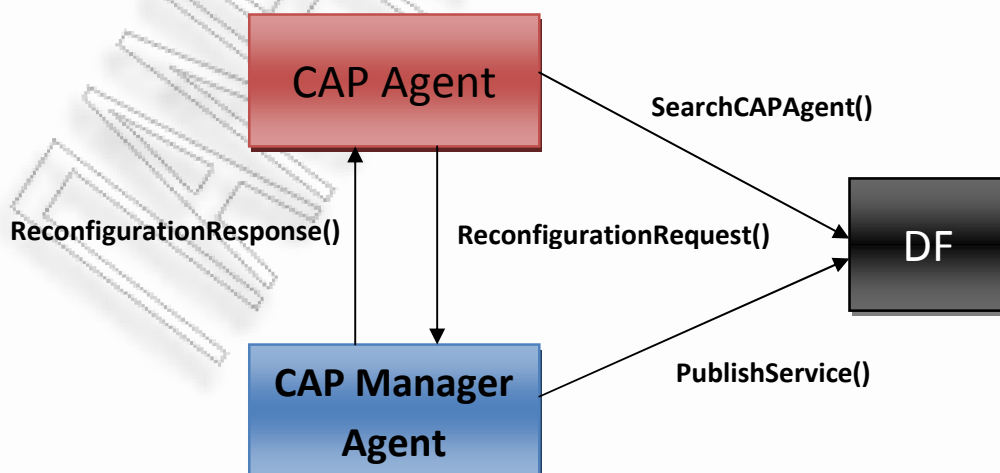 CAP Agent
SearchCAPAgent()
ReconfigurationResponse()
ReconfigurationRequest()
DF
PublishService()
CAP Manager
Agent